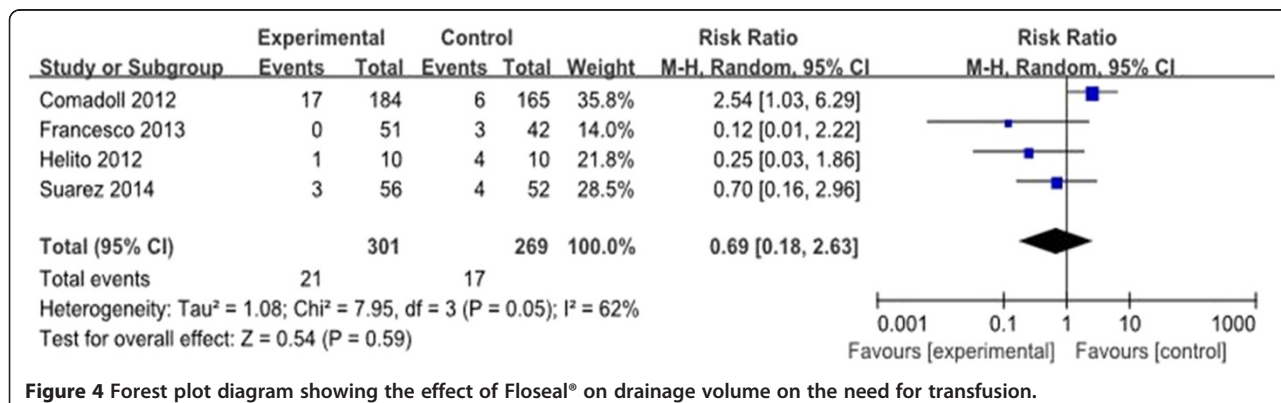 Experimental Control Risk Ratio Risk Ratio
Study or Subgroup Events Total Events Total Weight M-H, Random, 95% CI M-H, Random, 95% CI
Comadoll 2012 17 184 6 165 35.8% 2.54 [1.03, 6.29]
Francesco 2013 0 51 3 42 14.0% 0.12 [0.01, 2.22]
Helito 2012 1 10 4 10 21.8% 0.25 [0.03, 1.86]
Suarez 2014 3 56 4 52 28.5% 0.70 [0.16, 2.96]
Total (95% CI) 301 269 100.0% 0.69 [0.18, 2.63]
Total events 21 17
Heterogeneity: Tau² = 1.08; Chi² = 7.95, df = 3 (P = 0.05); I² = 62%
Test for overall effect: Z = 0.54 (P = 0.59)
0.001 0.1 1 10 1000
Favours [experimental] Favours [control]
Figure 4 Forest plot diagram showing the effect of Floseal® on drainage volume on the need for transfusion.